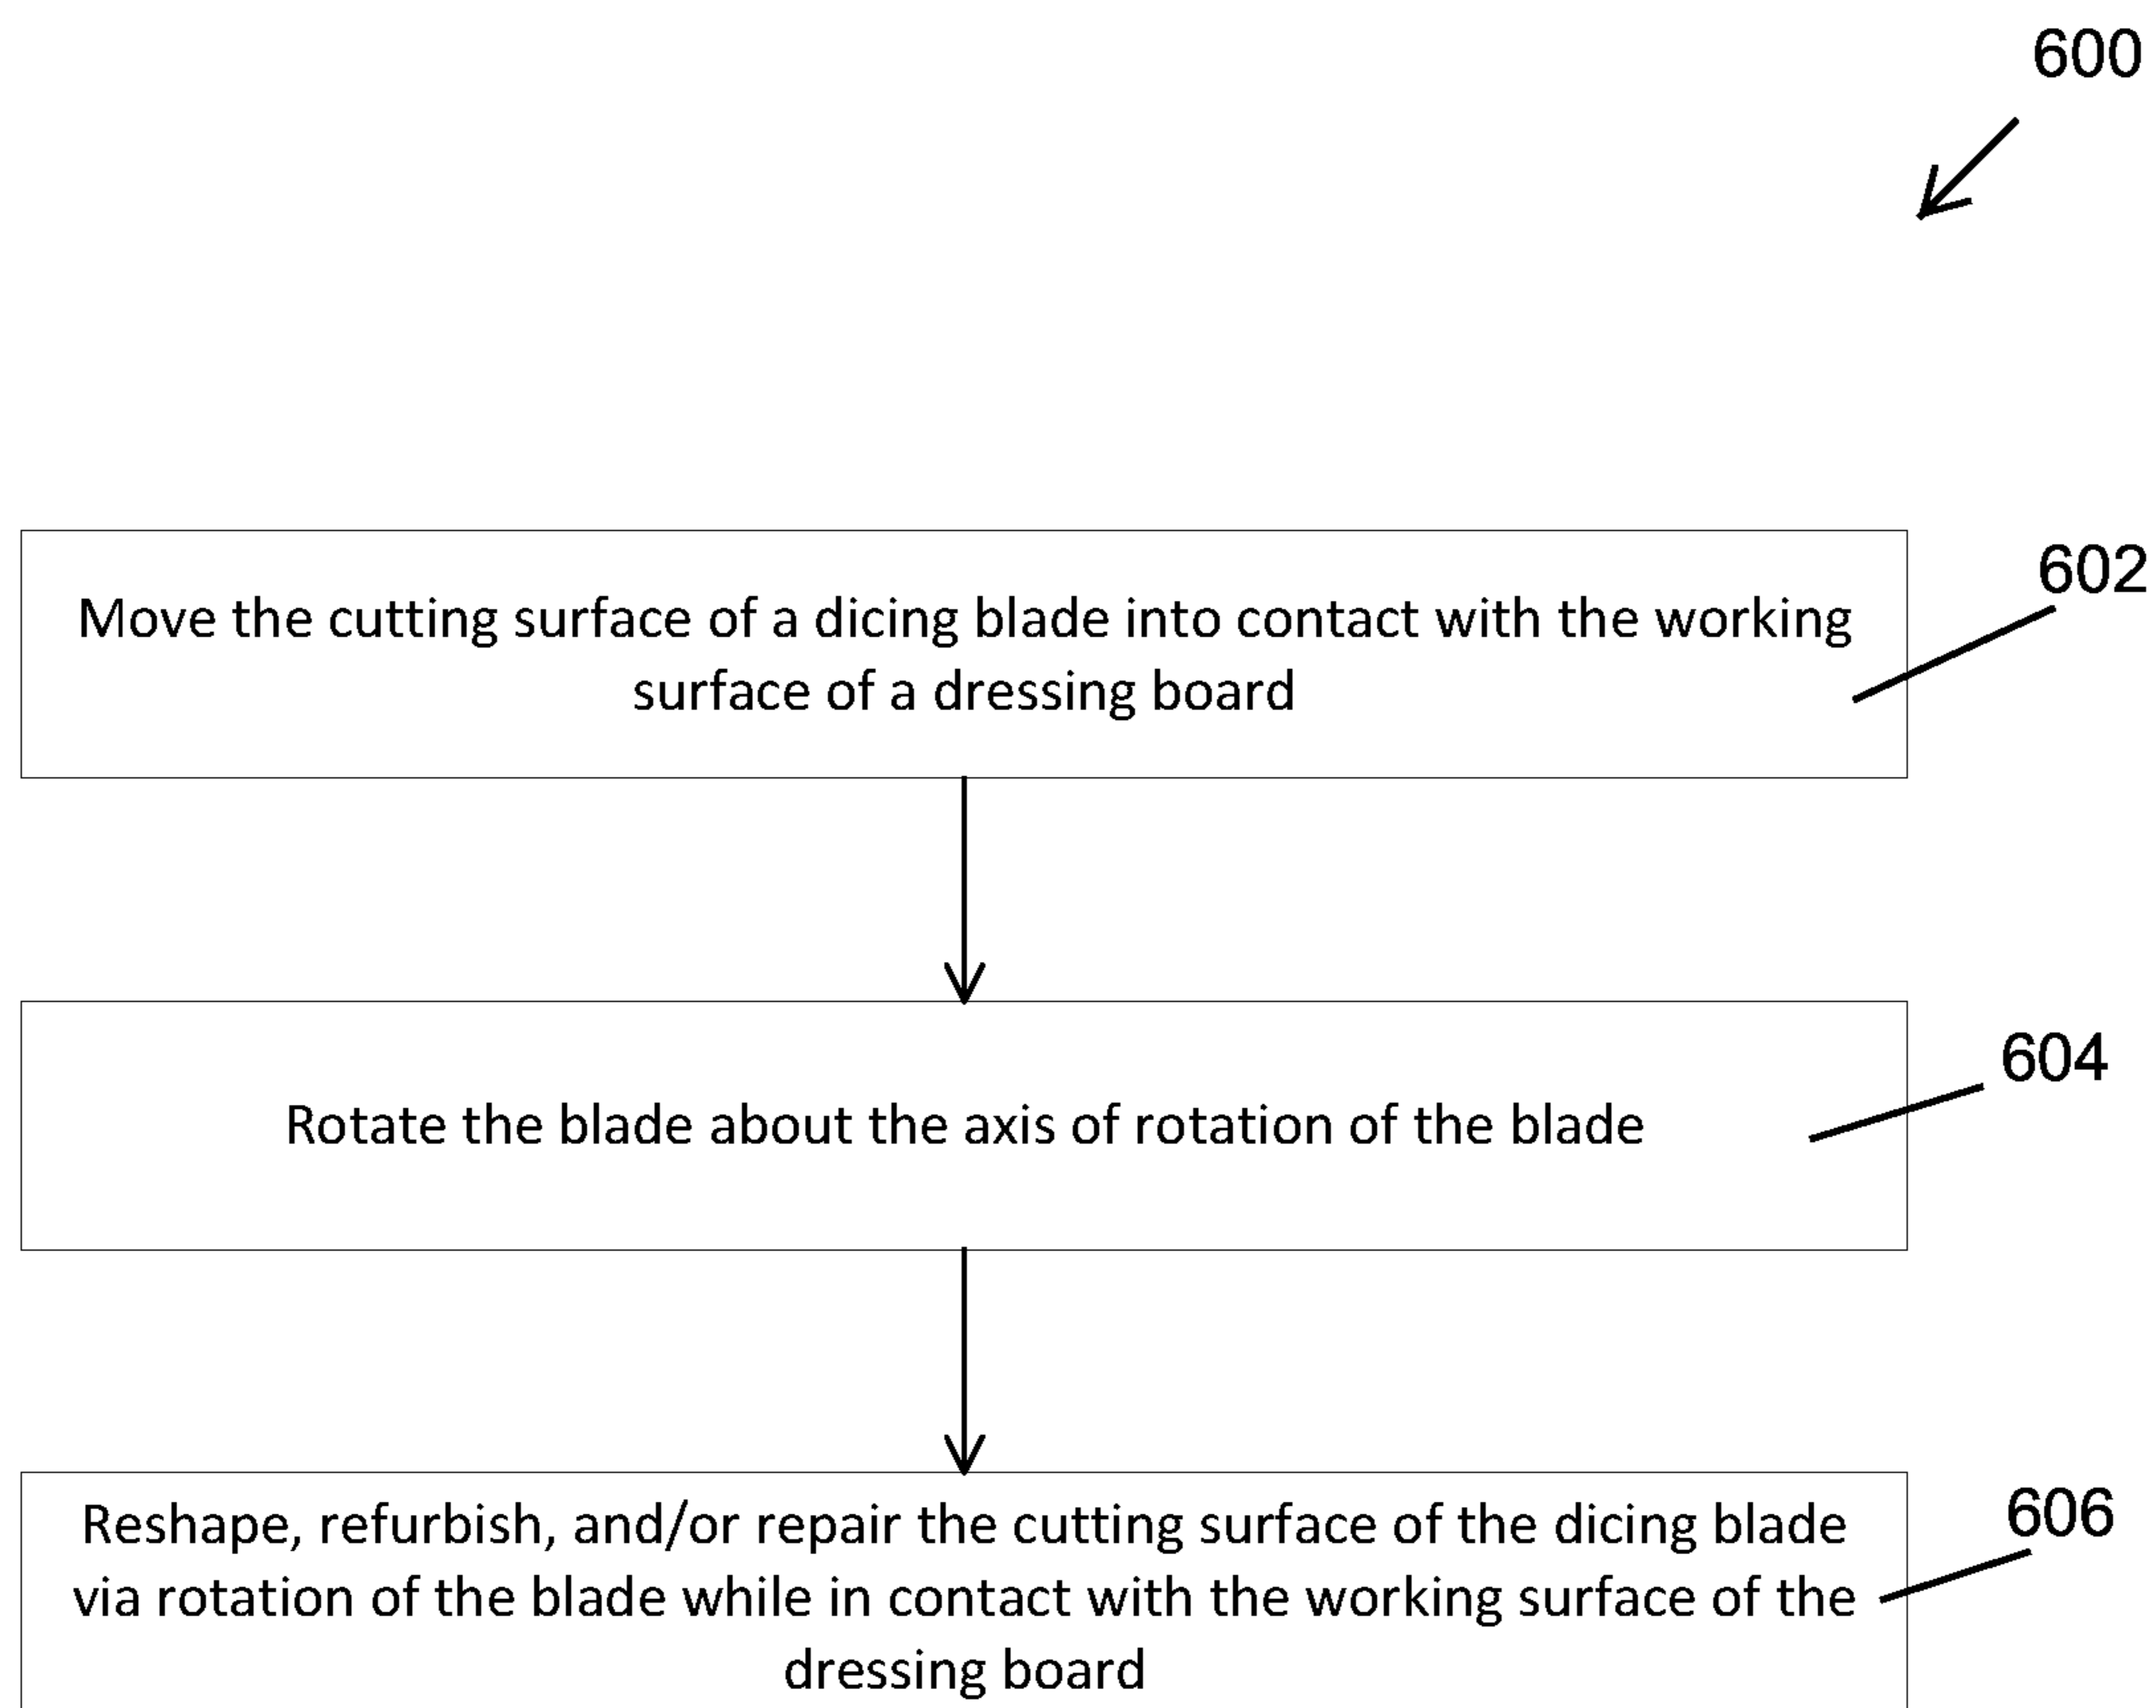 600
602
Move the cutting surface of a dicing blade into contact with the working
surface of a dressing board
604
Rotate the blade about the axis of rotation of the blade
606
Reshape, refurbish, and/or repair the cutting surface of the dicing blade
via rotation of the blade while in contact with the working surface of the
dressing board